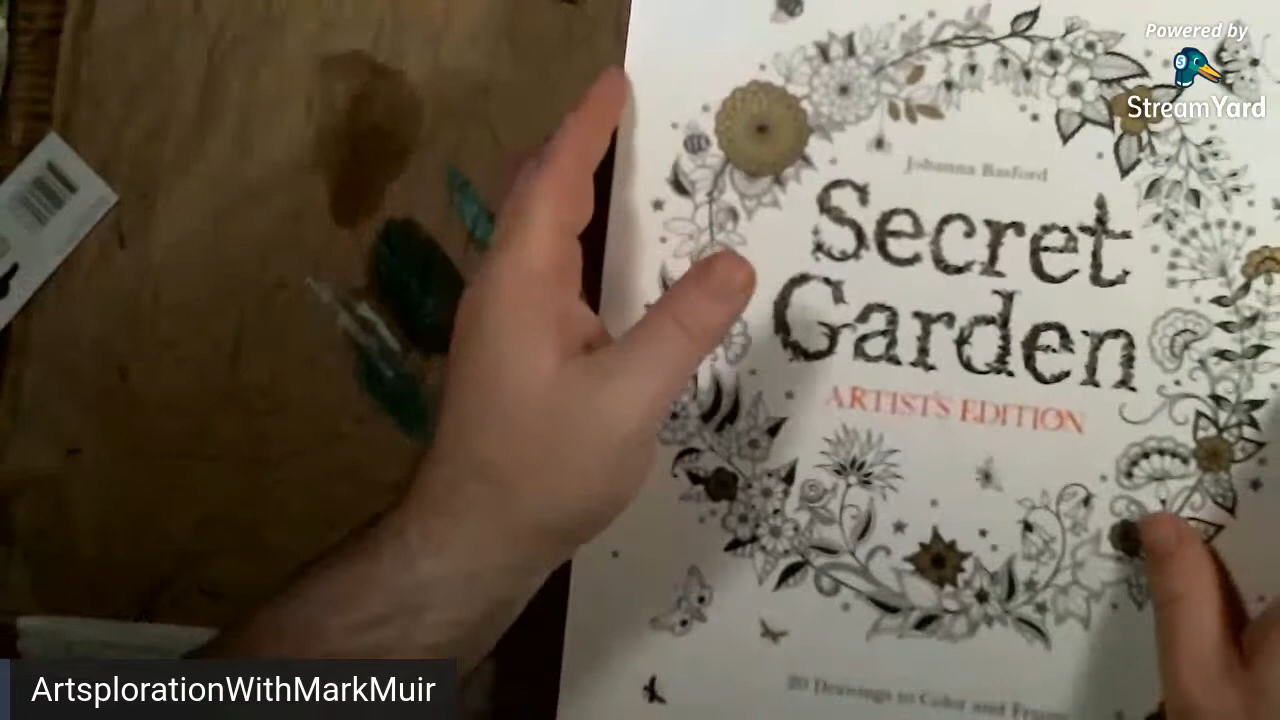 Powered by
StreamYard
Johanna Basford
Secret
Garden
ARTIST'S EDITION
20 Drawings to Color and Frame
ArtsplorationWithMarkMuir